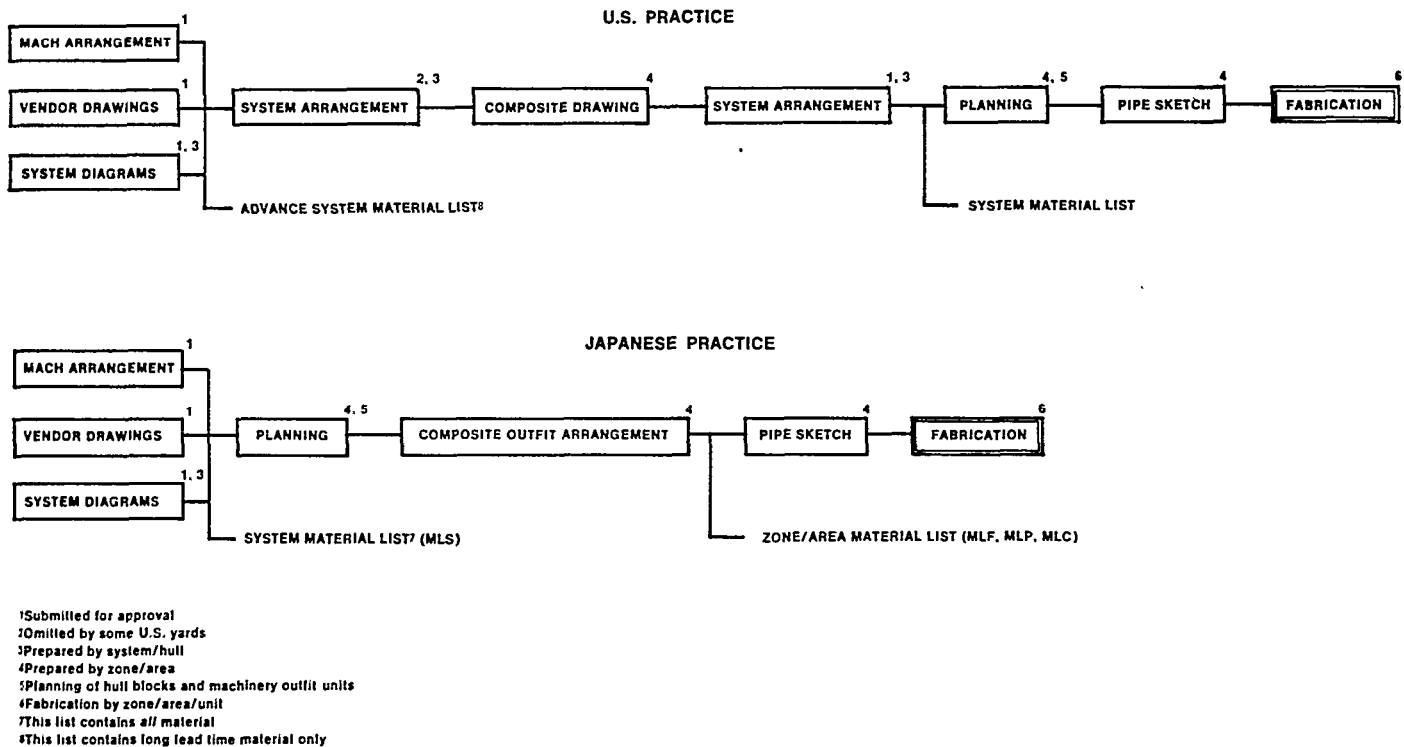 U.S. PRACTICE
1
MACH ARRANGEMENT
1
VENDOR DRAWINGS
1, 3
SYSTEM DIAGRAMS
2, 3
SYSTEM ARRANGEMENT
4
COMPOSITE DRAWING
1, 3
SYSTEM ARRANGEMENT
4, 5
PLANNING
4
PIPE SKETCH
6
FABRICATION
ADVANCE SYSTEM MATERIAL LIST⁸
SYSTEM MATERIAL LIST
JAPANESE PRACTICE
1
MACH ARRANGEMENT
1
VENDOR DRAWINGS
1, 3
SYSTEM DIAGRAMS
4, 5
PLANNING
4
COMPOSITE OUTFIT ARRANGEMENT
4
PIPE SKETCH
6
FABRICATION
SYSTEM MATERIAL LIST⁷ (MLS)
ZONE/AREA MATERIAL LIST (MLF, MLP, MLC)
¹Submitted for approval
²Omitted by some U.S. yards
³Prepared by system/hull
⁴Prepared by zone/area
⁵Planning of hull blocks and machinery outfit units
⁶Fabrication by zone/area/unit
⁷This list contains all material
⁸This list contains long lead time material only